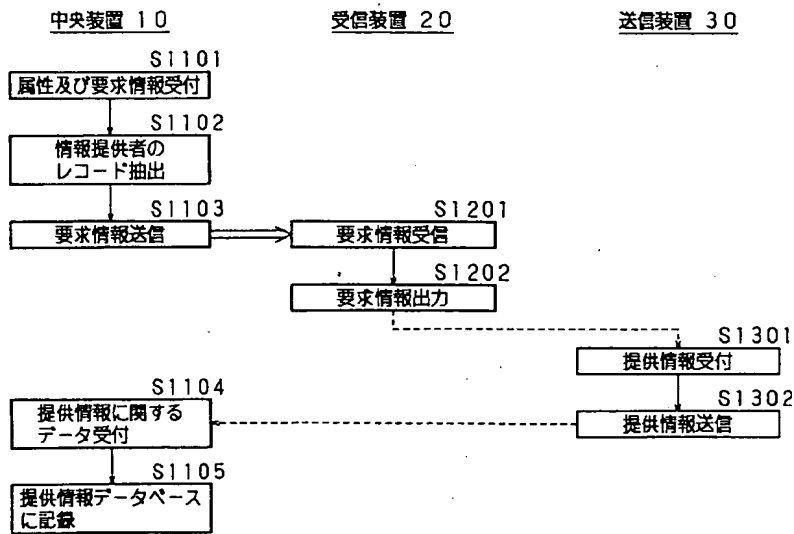 中央装置 10
受信装置 20
送信装置 30
S1101
属性及び要求情報受付
S1102
情報提供者の
レコード抽出
S1103
要求情報送信
S1201
要求情報受信
S1202
要求情報出力
S1301
提供情報受付
S1302
提供情報送信
S1104
提供情報に関する
データ受付
S1105
提供情報データベース
に記録